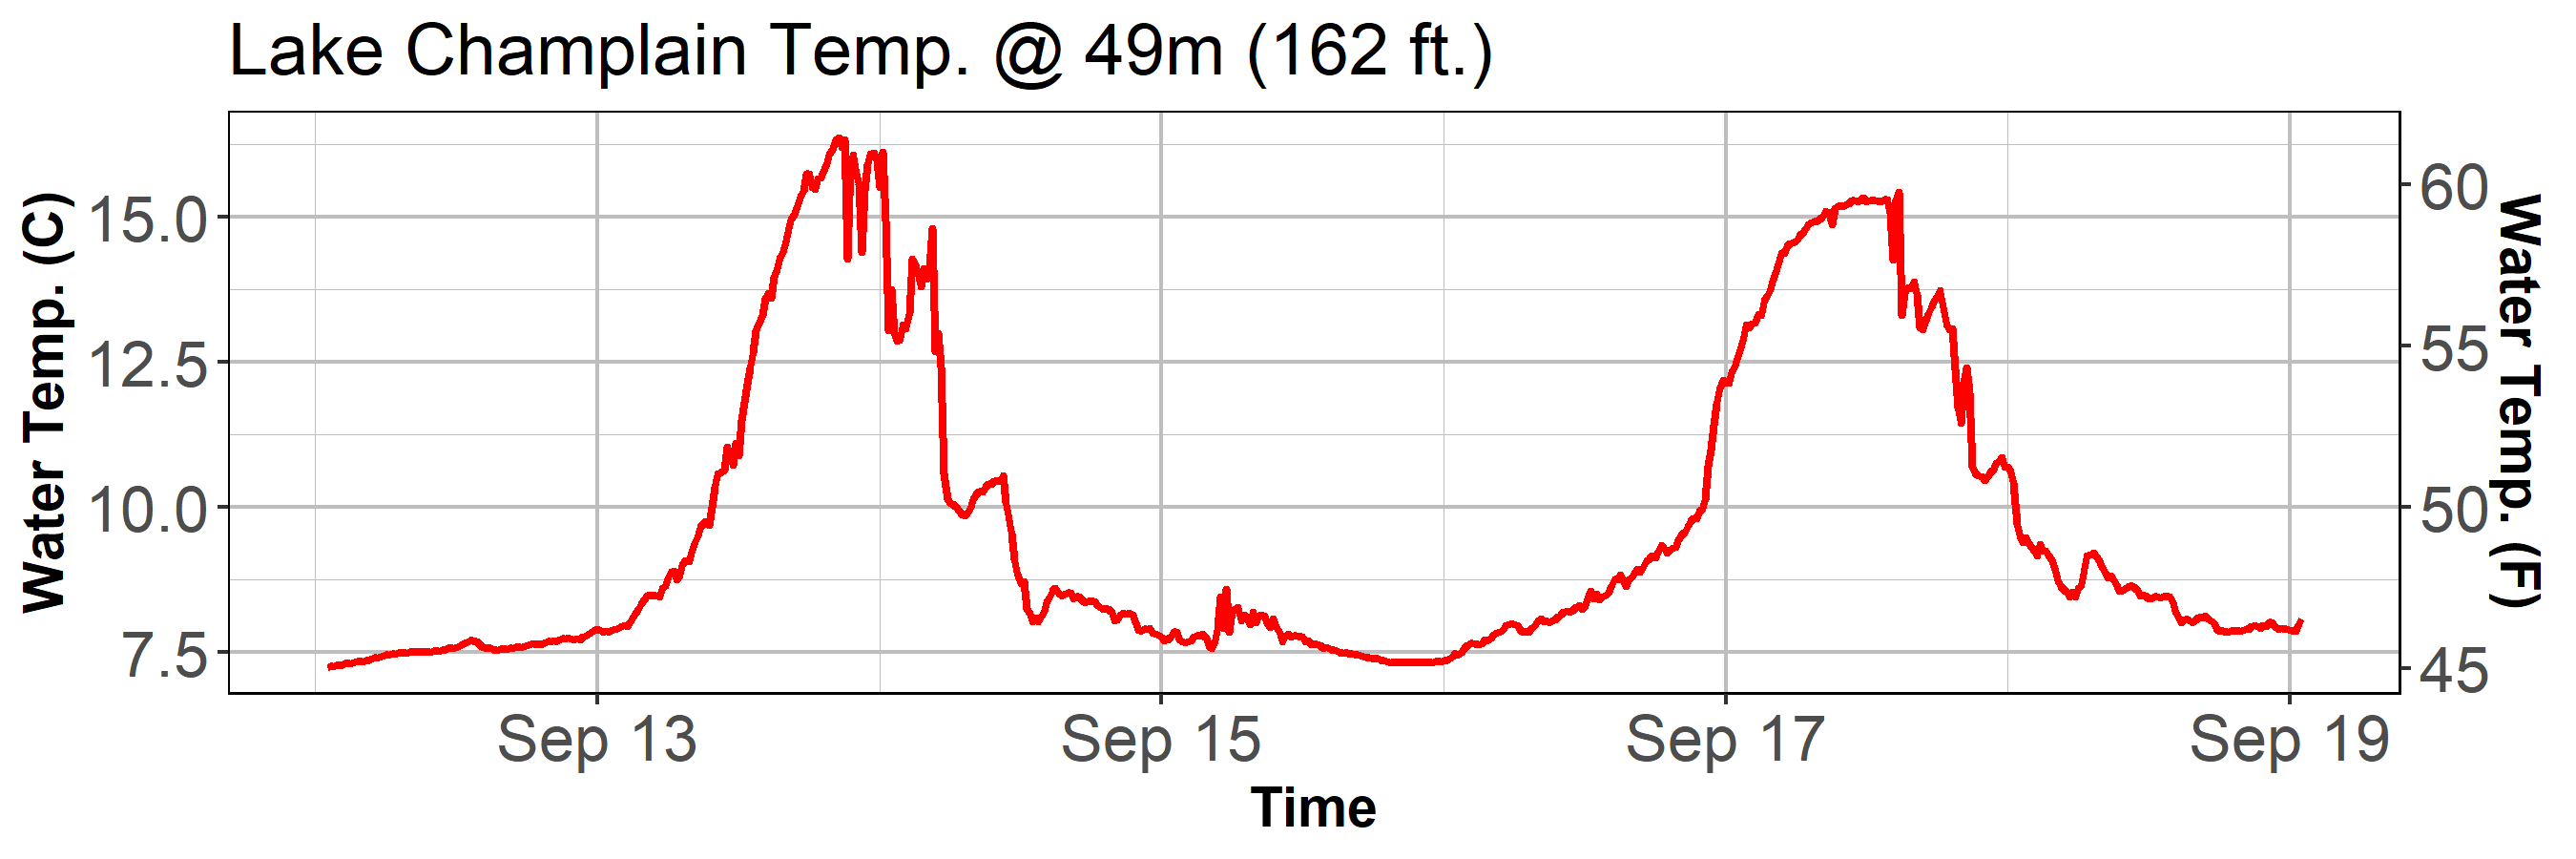 Lake Champlain Temp. @ 49m (162 ft.)
Water Temp. (C)
15.0
12.5
10.0
7.5
60
55
50
45
Water Temp. (F)
Sep 13
Sep 15
Sep 17
Sep 19
Time